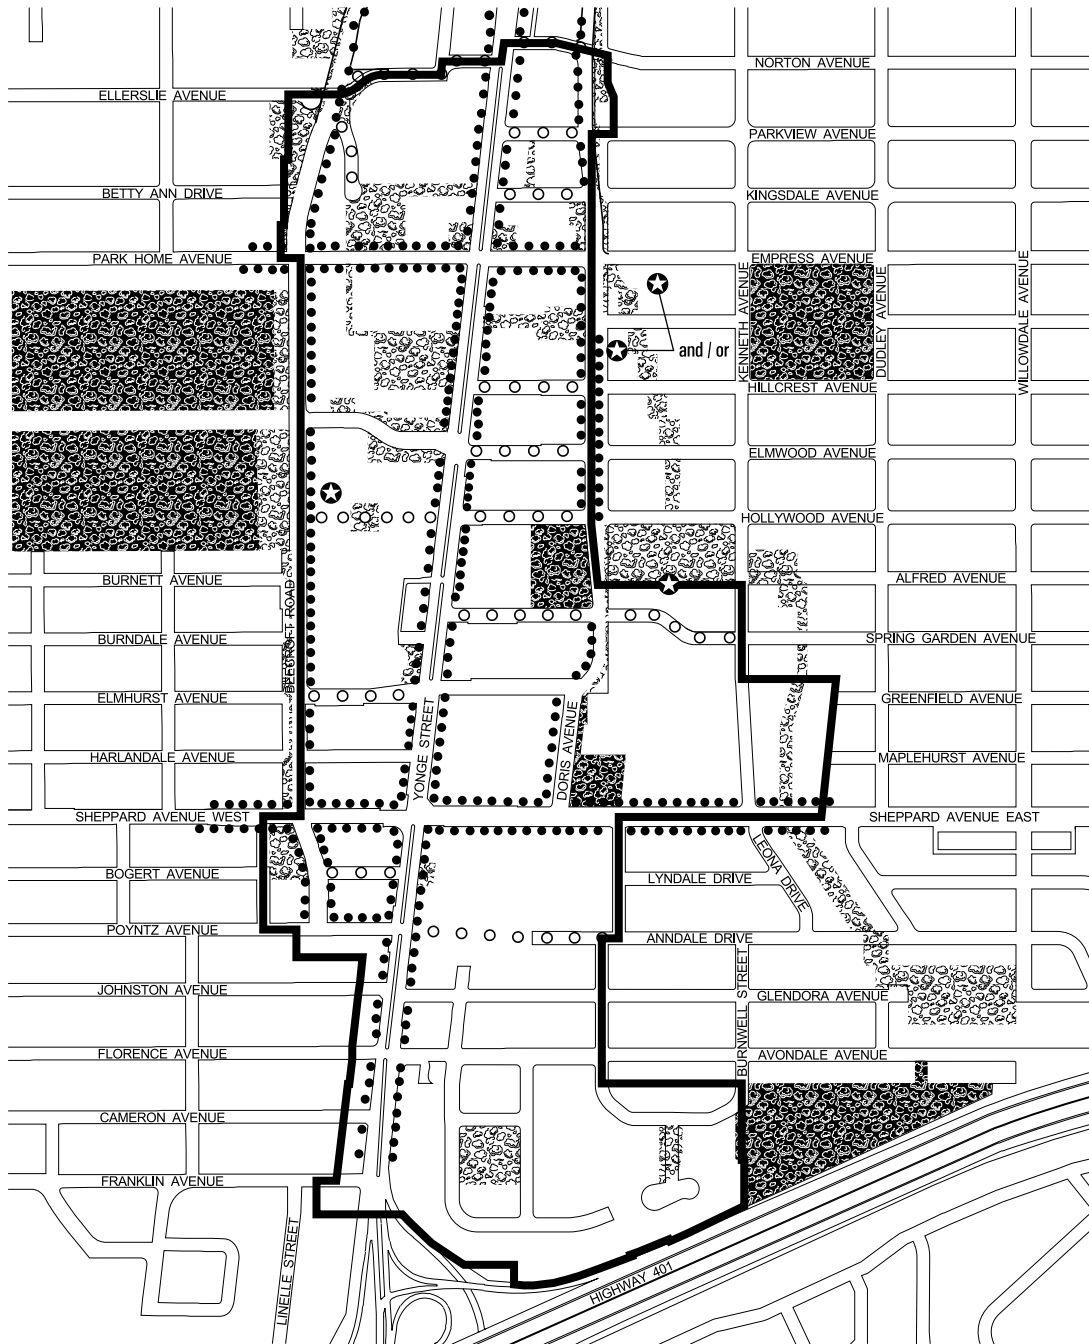 NORTON AVENUE
ELLERSLIE AVENUE
PARKVIEW AVENUE
BETTY ANN DRIVE
KINGSDALE AVENUE
PARK HOME AVENUE
EMPRESS AVENUE
KENNETH AVENUE
DUDLEY AVENUE
WILLOWDALE AVENUE
and / or
HILLCREST AVENUE
ELMWOOD AVENUE
HOLLYWOOD AVENUE
BURNETT AVENUE
ALFRED AVENUE
BEECROFT ROAD
BURNDALE AVENUE
SPRING GARDEN AVENUE
ELMHURST AVENUE
GREENFIELD AVENUE
YONGE STREET
DORIS AVENUE
HARLANDALE AVENUE
MAPLEHURST AVENUE
SHEPPARD AVENUE WEST
SHEPPARD AVENUE EAST
BOGERT AVENUE
LYNDALE DRIVE
LEONA DRIVE
POYNTZ AVENUE
ANNDALE DRIVE
JOHNSTON AVENUE
BURNWELL STREET
GLENDORA AVENUE
FLORENCE AVENUE
AVONDALE AVENUE
CAMERON AVENUE
FRANKLIN AVENUE
LINELLE STREET
HIGHWAY 401